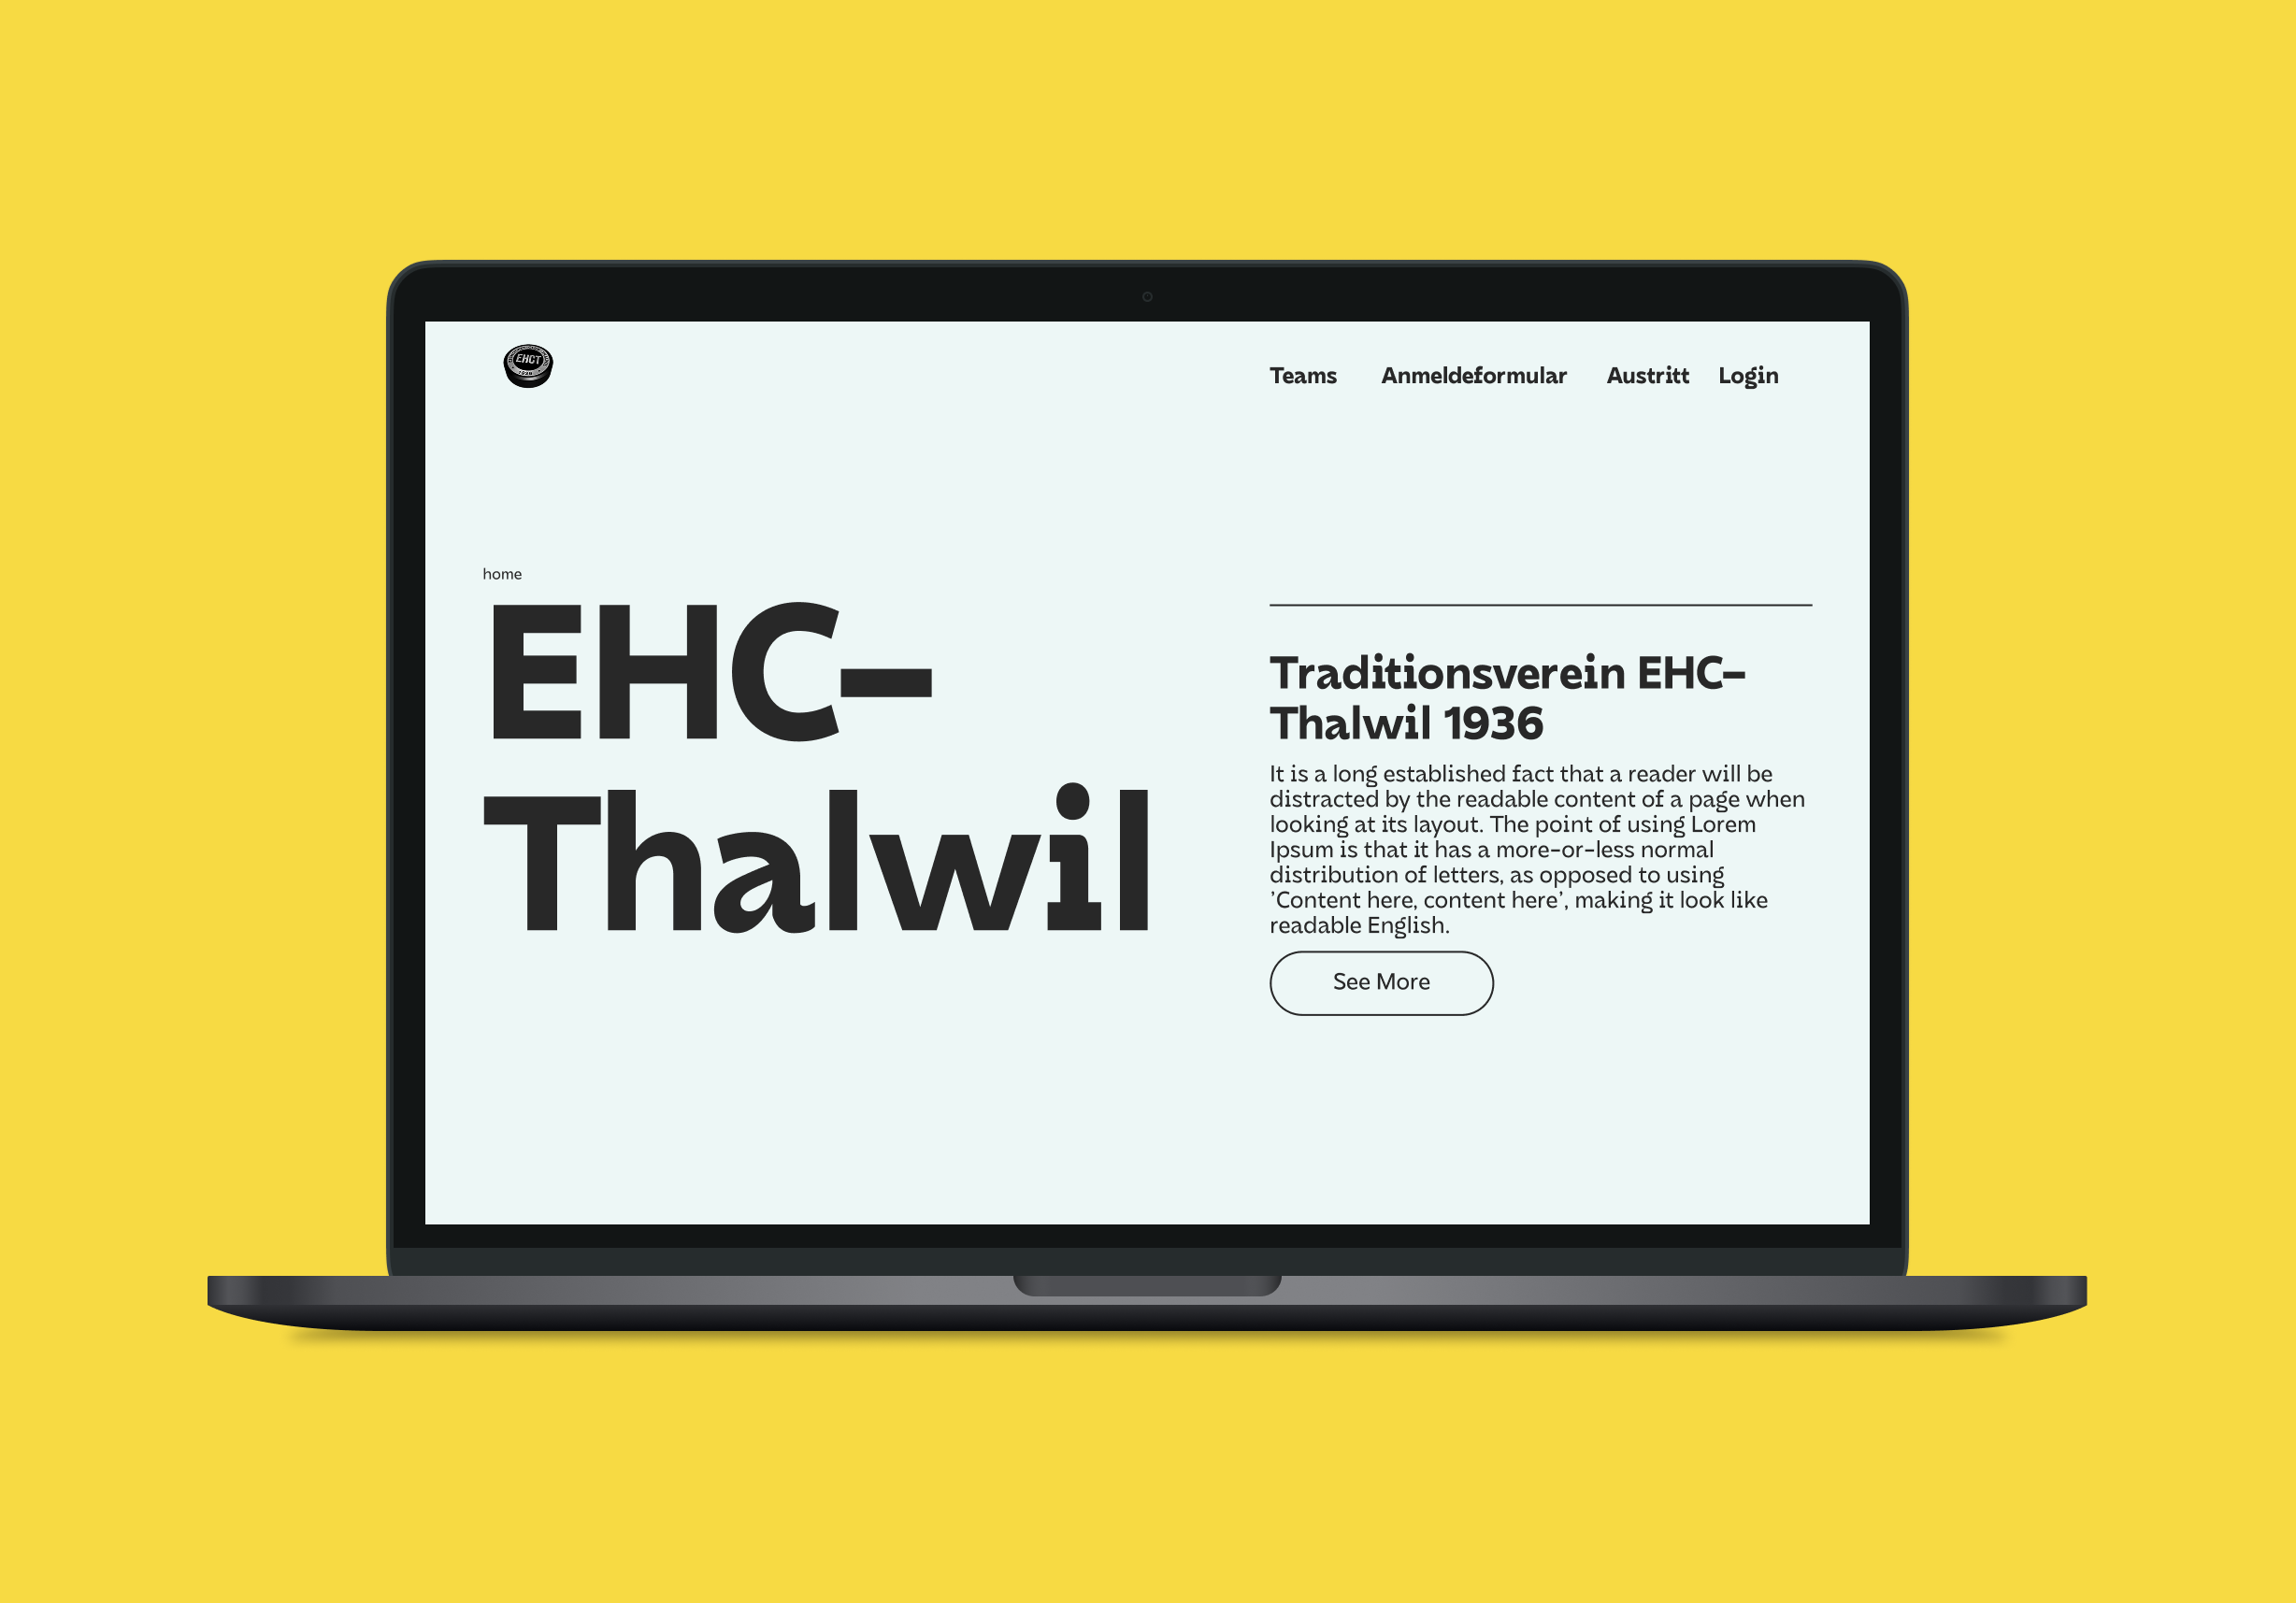 EHCT
Teams Anmeldeformular Austritt Login
home
EHC-
Thalwil
Traditionsverein EHC-
Thalwil 1936
It is a long established fact that a reader will be
distracted by the readable content of a page when
looking at its layout. The point of using Lorem
Ipsum is that it has a more-or-less normal
distribution of letters, as opposed to using
'Content here, content here', making it look like
readable English.
See More